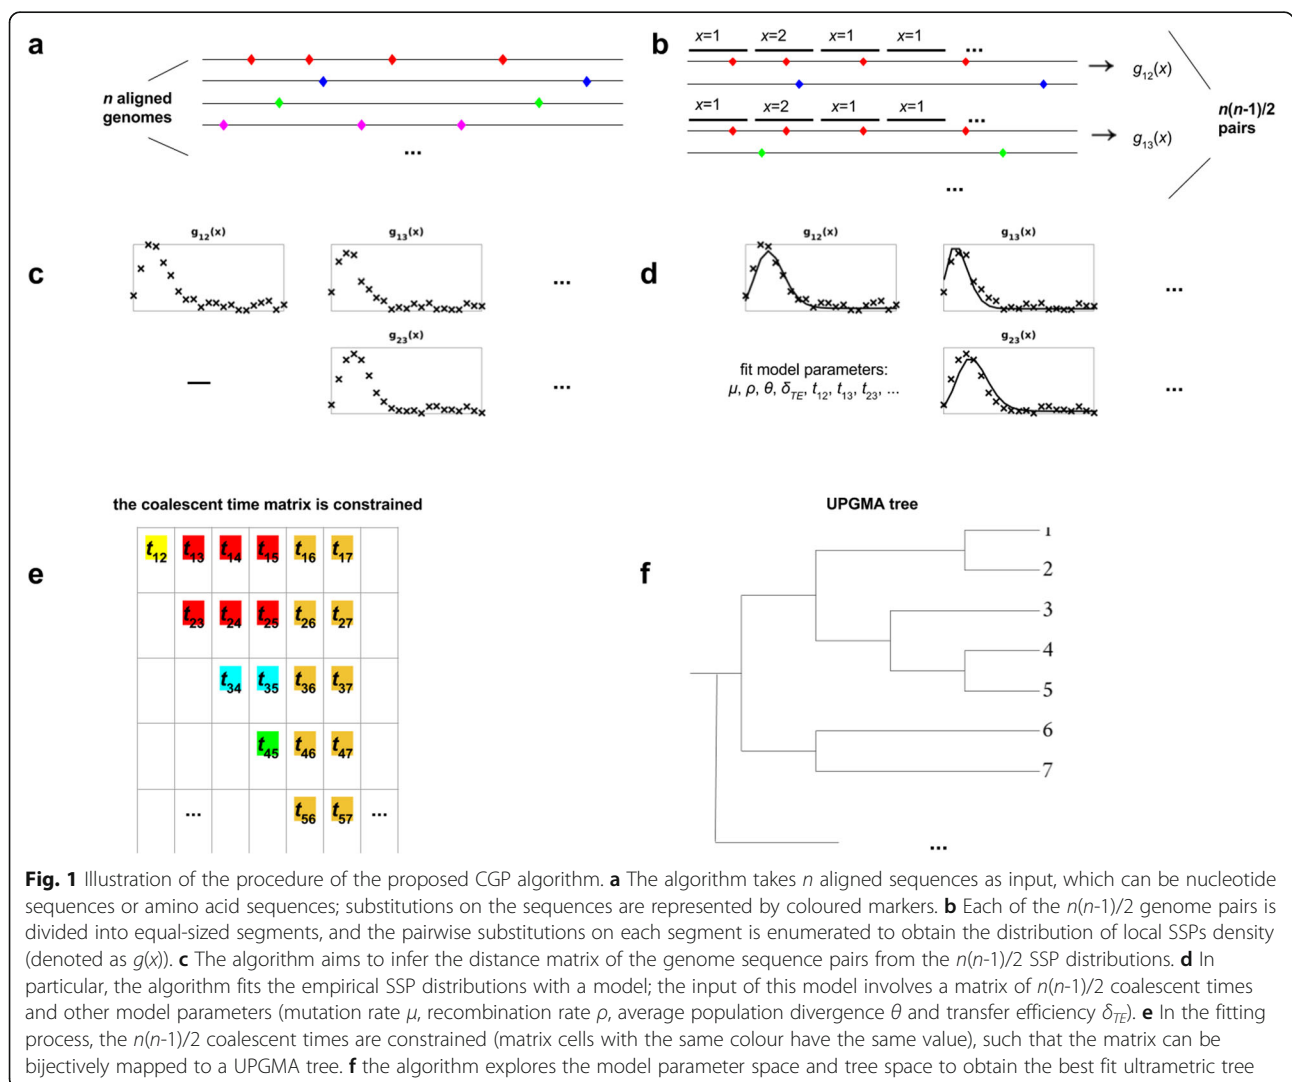 a
n aligned
genomes
...
b
x=1 x=2 x=1 x=1 ...
→ g12(x)
x=1 x=2 x=1 x=1 ...
→ g13(x)
...
n(n-1)/2
pairs
c
g12(x) g13(x)
...
g23(x)
— ...
d
g12(x) g13(x)
...
g23(x)
fit model parameters:
μ, ρ, θ, δTE, t12, t13, t23, ...
...
the coalescent time matrix is constrained
e
t12 t13 t14 t15 t16 t17
t23 t24 t25 t26 t27
t34 t35 t36 t37
t45 t46 t47
... t56 t57 ...
UPGMA tree
f
1
2
3
4
5
6
7
...
Fig. 1 Illustration of the procedure of the proposed CGP algorithm. a The algorithm takes n aligned sequences as input, which can be nucleotide
sequences or amino acid sequences; substitutions on the sequences are represented by coloured markers. b Each of the n(n-1)/2 genome pairs is
divided into equal-sized segments, and the pairwise substitutions on each segment is enumerated to obtain the distribution of local SSPs density
(denoted as g(x)). c The algorithm aims to infer the distance matrix of the genome sequence pairs from the n(n-1)/2 SSP distributions. d In
particular, the algorithm fits the empirical SSP distributions with a model; the input of this model involves a matrix of n(n-1)/2 coalescent times
and other model parameters (mutation rate μ, recombination rate ρ, average population divergence θ and transfer efficiency δTE). e In the fitting
process, the n(n-1)/2 coalescent times are constrained (matrix cells with the same colour have the same value), such that the matrix can be
bijectively mapped to a UPGMA tree. f the algorithm explores the model parameter space and tree space to obtain the best fit ultrametric tree